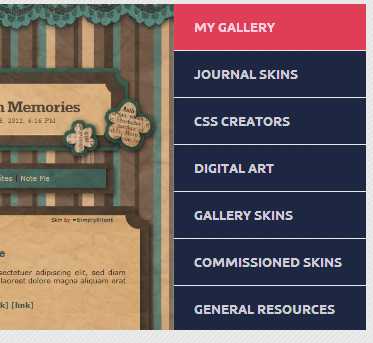 MY GALLERY
JOURNAL SKINS
CSS CREATORS
DIGITAL ART
GALLERY SKINS
COMMISSIONED SKINS
GENERAL RESOURCES
Memories
, 2012, 6:16 PM
ites | Note Me
Skin by =SimplySilent
e
sectetuer adipiscing elit, sed diam
laoreet dolore magna aliquam erat
k] [link]